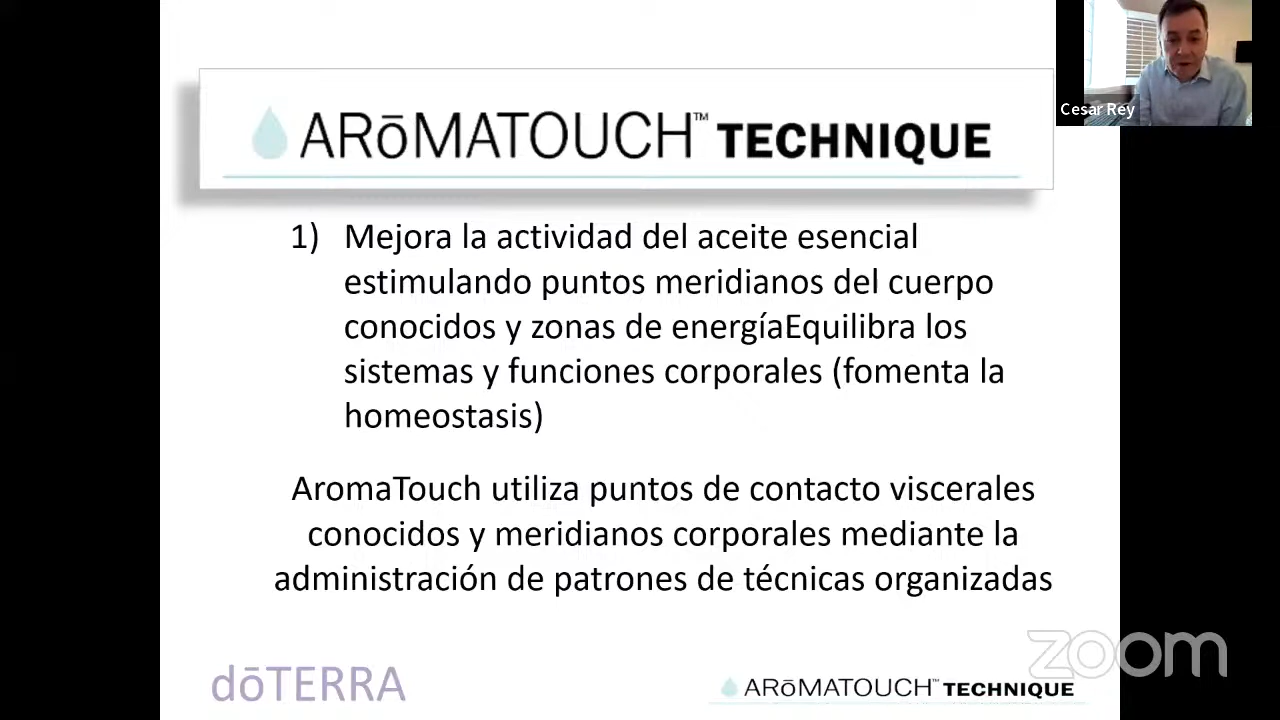 Cesar Rey
ARōMATOUCH™ TECHNIQUE
1) Mejora la actividad del aceite esencial
estimulando puntos meridianos del cuerpo
conocidos y zonas de energíaEquilibra los
sistemas y funciones corporales (fomenta la
homeostasis)
AromaTouch utiliza puntos de contacto viscerales
conocidos y meridianos corporales mediante la
administración de patrones de técnicas organizadas
dōTERRA
ARōMATOUCH™ TECHNIQUE
zoom